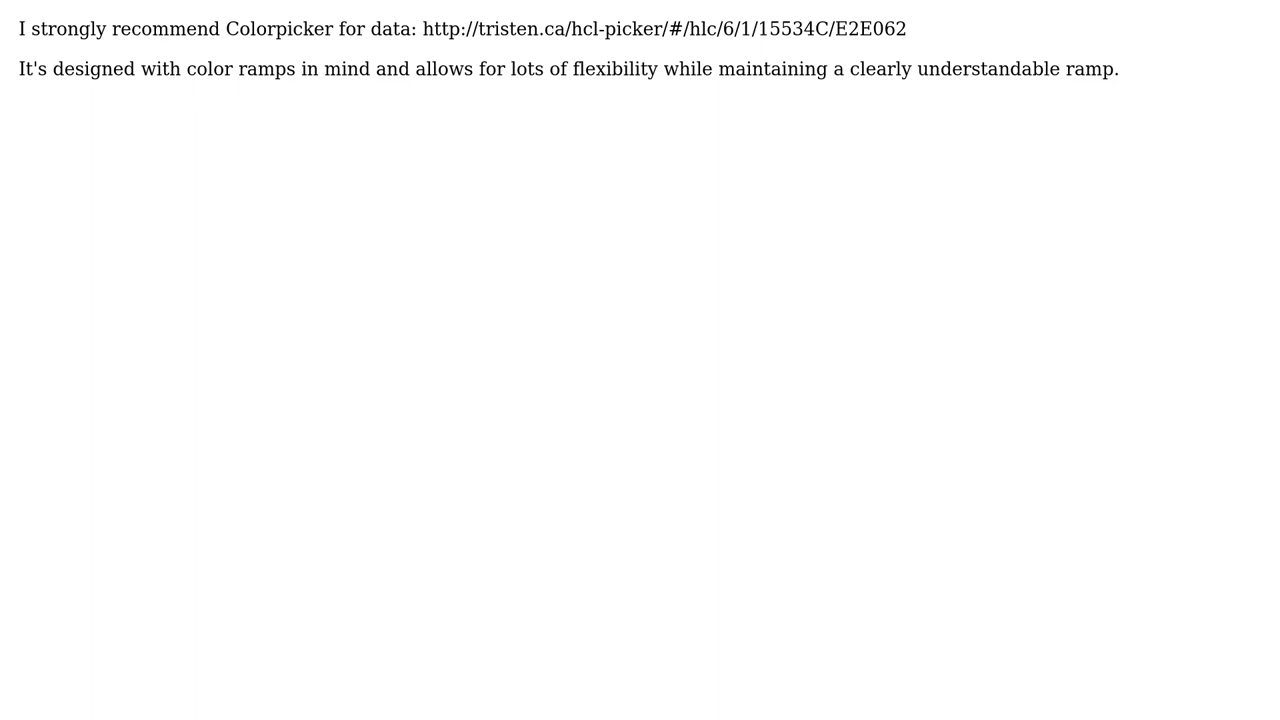 I strongly recommend Colorpicker for data: http://tristen.ca/hcl-picker/#/hlc/6/1/15534C/E2E062
It's designed with color ramps in mind and allows for lots of flexibility while maintaining a clearly understandable ramp.